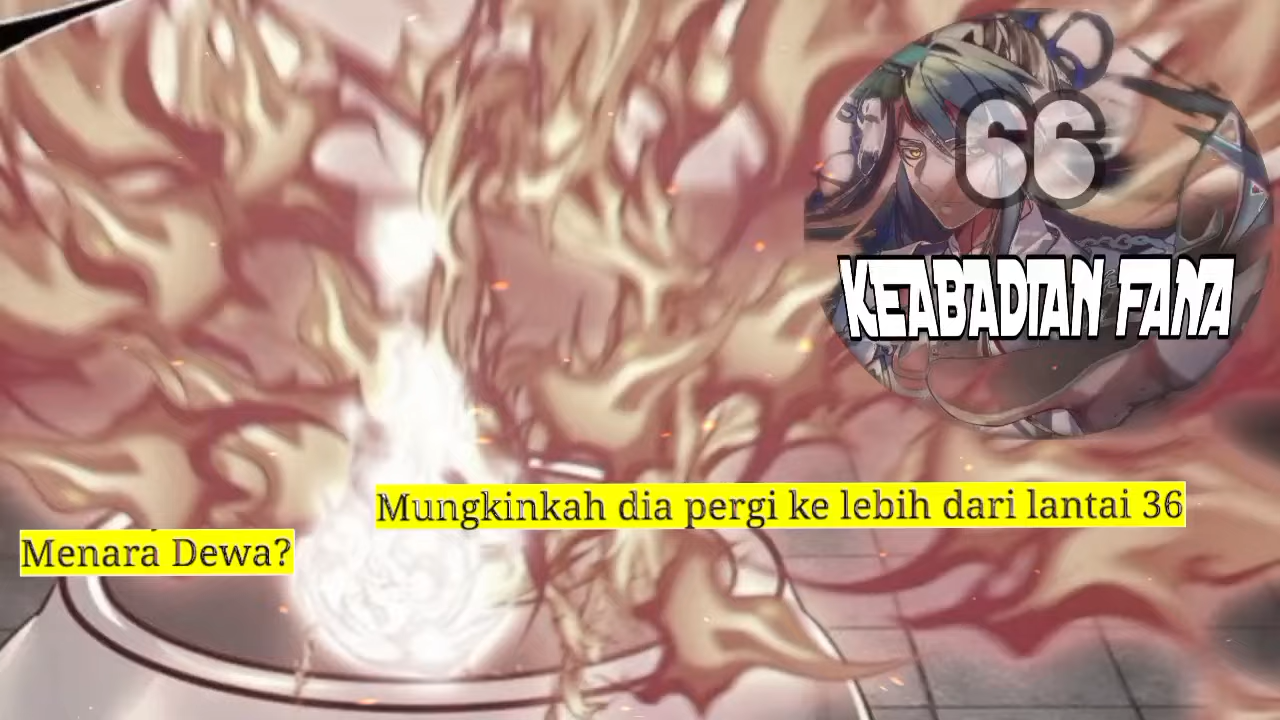 66
KEABADIAN FANA
Mungkinkah dia pergi ke lebih dari lantai 36
Menara Dewa?